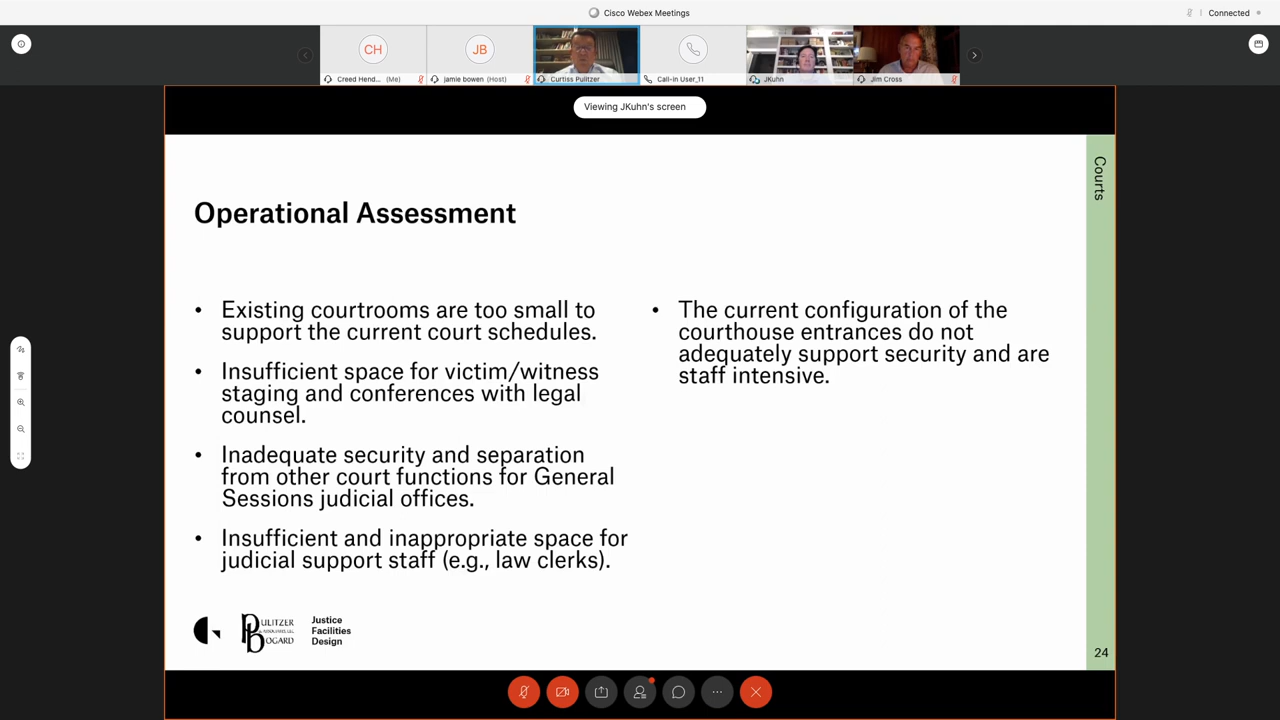 Cisco Webex Meetings
Connected
CH
JB
Creed Hend... (Me)
jamie bowen (Host)
Curtiss Pulitzer
Call-in User_11
JKuhn
Jim Cross
Viewing JKuhn's screen
Courts
Operational Assessment
• Existing courtrooms are too small to
support the current court schedules.
• Insufficient space for victim/witness
staging and conferences with legal
counsel.
• Inadequate security and separation
from other court functions for General
Sessions judicial offices.
• Insufficient and inappropriate space for
judicial support staff (e.g., law clerks).
• The current configuration of the
courthouse entrances do not
adequately support security and are
staff intensive.
PULITZER
BOGARD
Justice
Facilities
Design
24